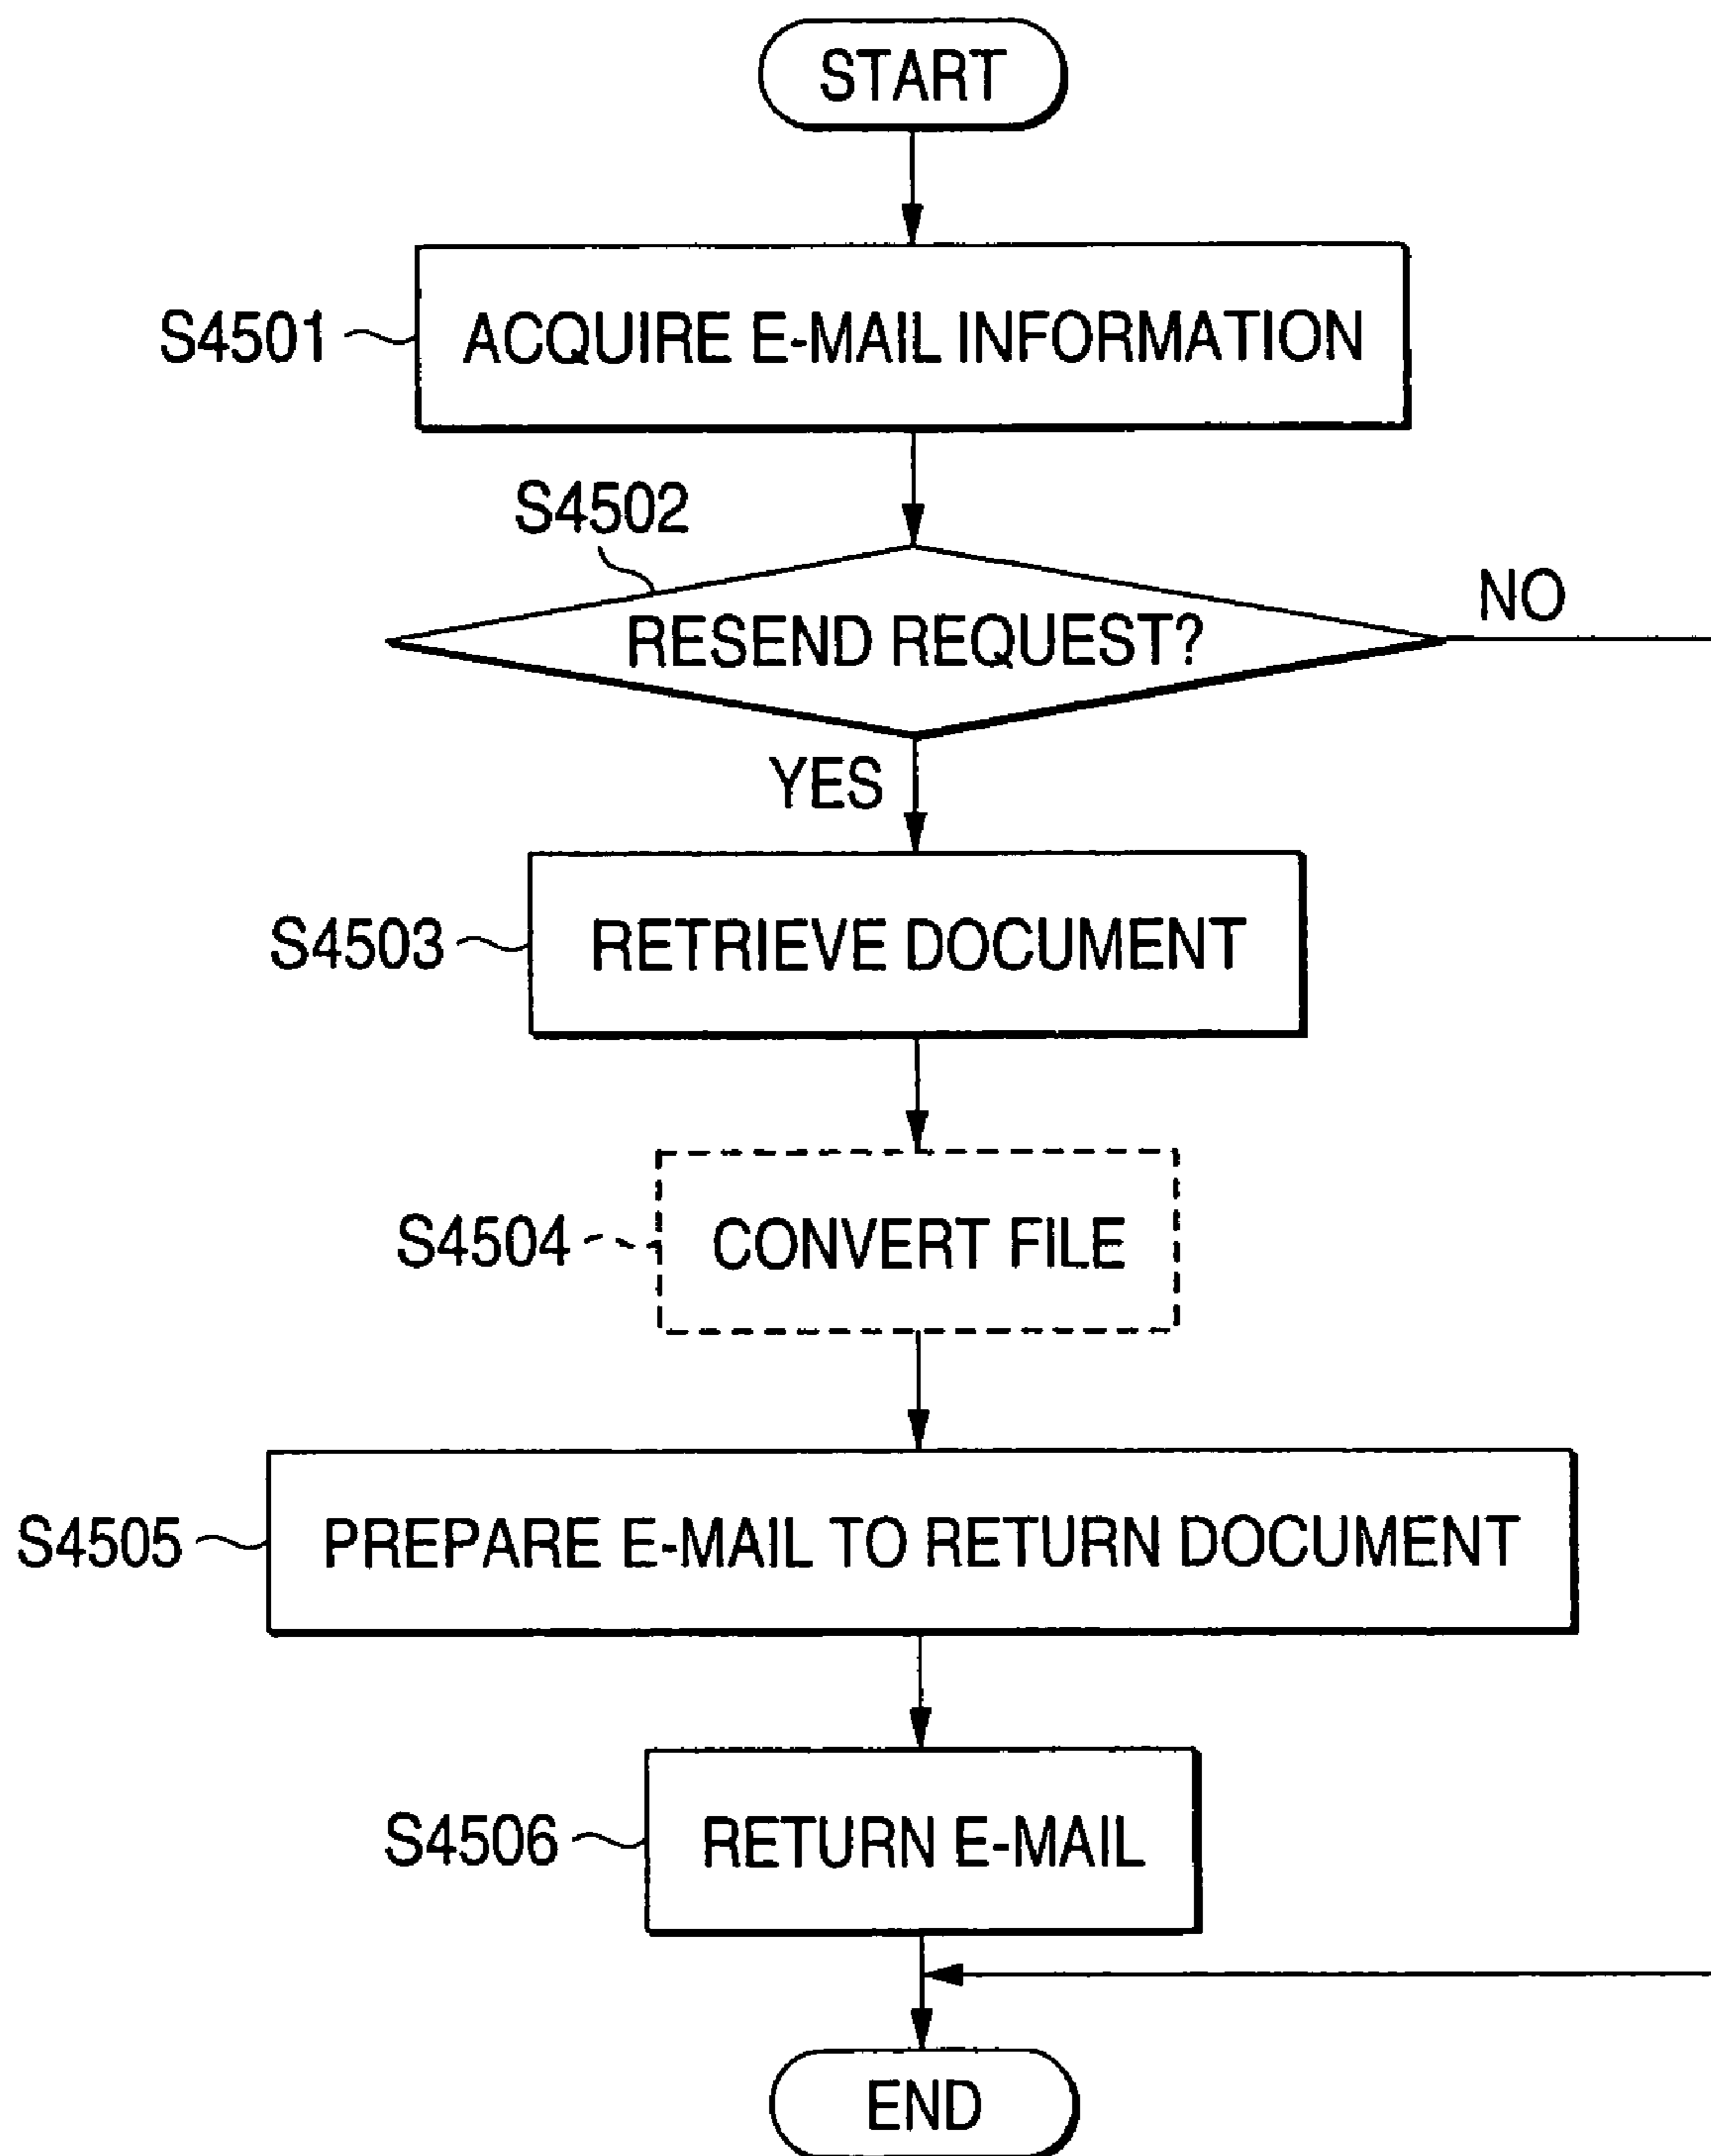 START
S4501
ACQUIRE E-MAIL INFORMATION
S4502
RESEND REQUEST?
NO
YES
S4503
RETRIEVE DOCUMENT
S4504
CONVERT FILE
S4505
PREPARE E-MAIL TO RETURN DOCUMENT
S4506
RETURN E-MAIL
END